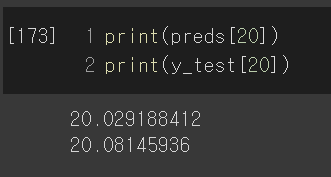 [173] 1 print(preds[20])
2 print(y_test[20])
20.029188412
20.08145936